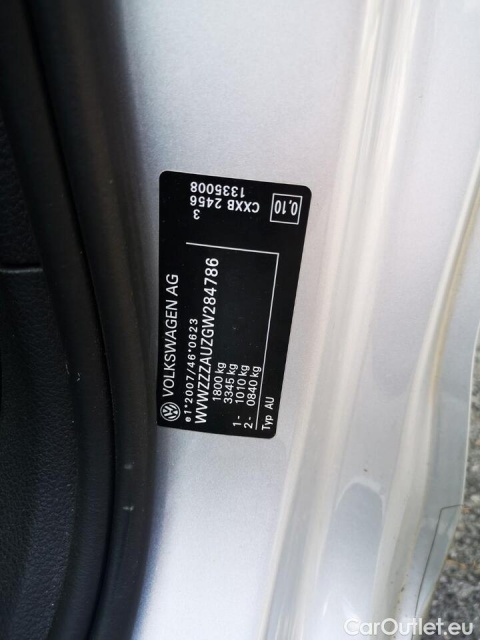 VOLKSWAGEN AG
e1*2007/46*0623
WVWZZZAUZGW284786
1800 kg
3345 kg
1 - 1010 kg
2 - 0840 kg
Typ AU
3
CXXB 2456
1335008
0,10
CarOutlet.eu